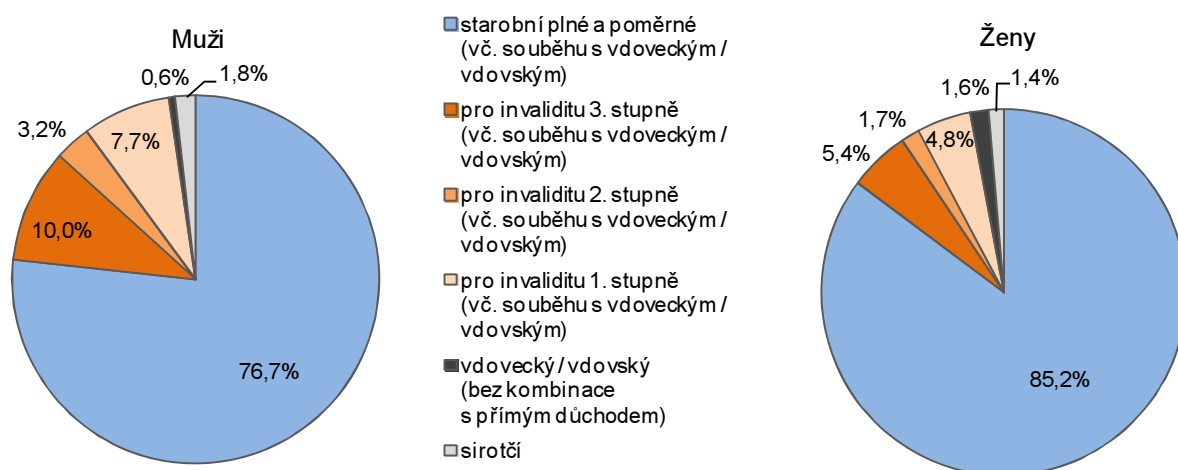 Muži
0,6%
1,8%
3,2%
7,7%
10,0%
76,7%
starobní plné a poměrné
(vč. souběhu s vdoveckým /
vdovským)
pro invaliditu 3. stupně
(vč. souběhu s vdoveckým /
vdovským)
pro invaliditu 2. stupně
(vč. souběhu s vdoveckým /
vdovským)
pro invaliditu 1. stupně
(vč. souběhu s vdoveckým /
vdovským)
vdovecký / vdovský
(bez kombinace
s přímým důchodem)
sirotčí
Ženy
1,6%
1,4%
1,7%
4,8%
5,4%
85,2%